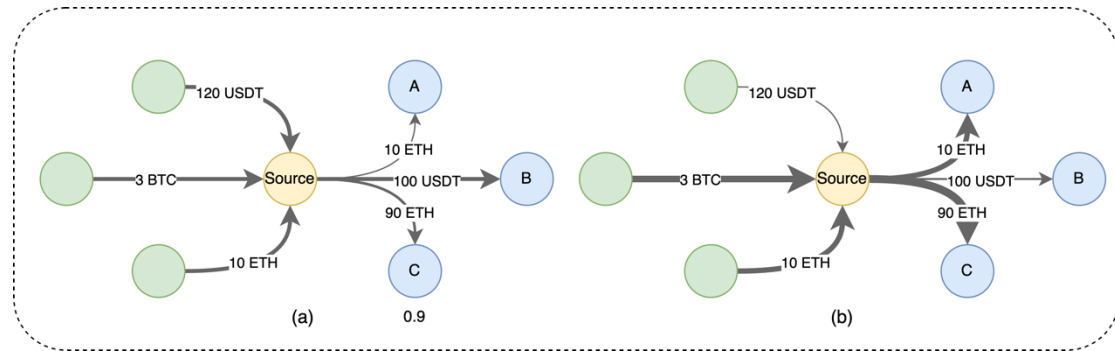 A
120 USDT
10 ETH
3 BTC
Source
100 USDT
B
90 ETH
10 ETH
C
(a)
0.9
A
120 USDT
10 ETH
3 BTC
Source
100 USDT
B
90 ETH
10 ETH
C
(b)